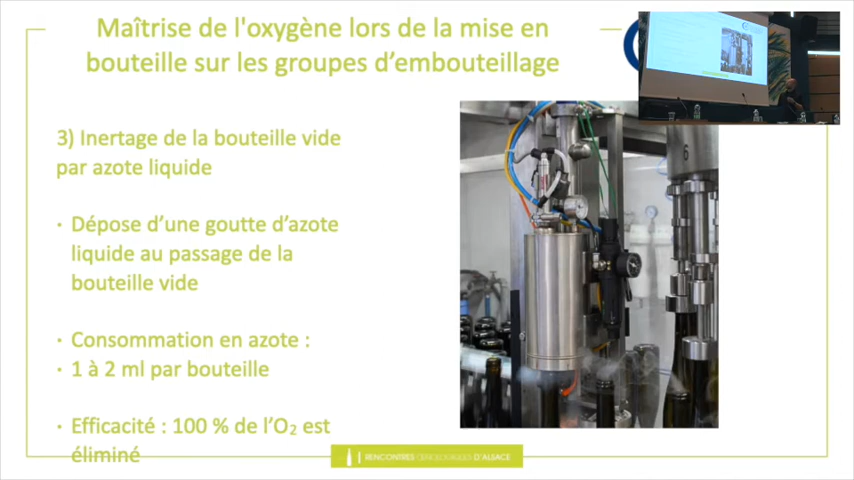 Maîtrise de l'oxygène lors de la mise en
bouteille sur les groupes d’embouteillage
3) Inertage de la bouteille vide
par azote liquide
· Dépose d’une goutte d’azote
liquide au passage de la
bouteille vide
· Consommation en azote :
· 1 à 2 ml par bouteille
· Efficacité : 100 % de l’O₂ est
éliminé
RENCONTRES ŒNOLOGIQUES D'ALSACE
6